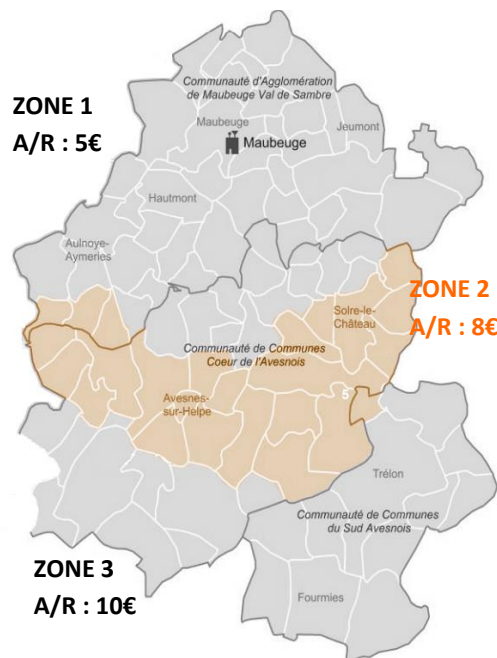 Communauté d'Agglomération
de Maubeuge Val de Sambre
ZONE 1
A/R : 5€
Maubeuge
Jeumont
Maubeuge
Hautmont
Aulnoye-
Aymeries
ZONE 2
A/R : 8€
Solre-le-
Château
Communauté de Communes
Coeur de l'Avesnois
Avesnes-
sur-Helpe
5
Trélon
Communauté de Communes
du Sud Avesnois
ZONE 3
A/R : 10€
Fourmies